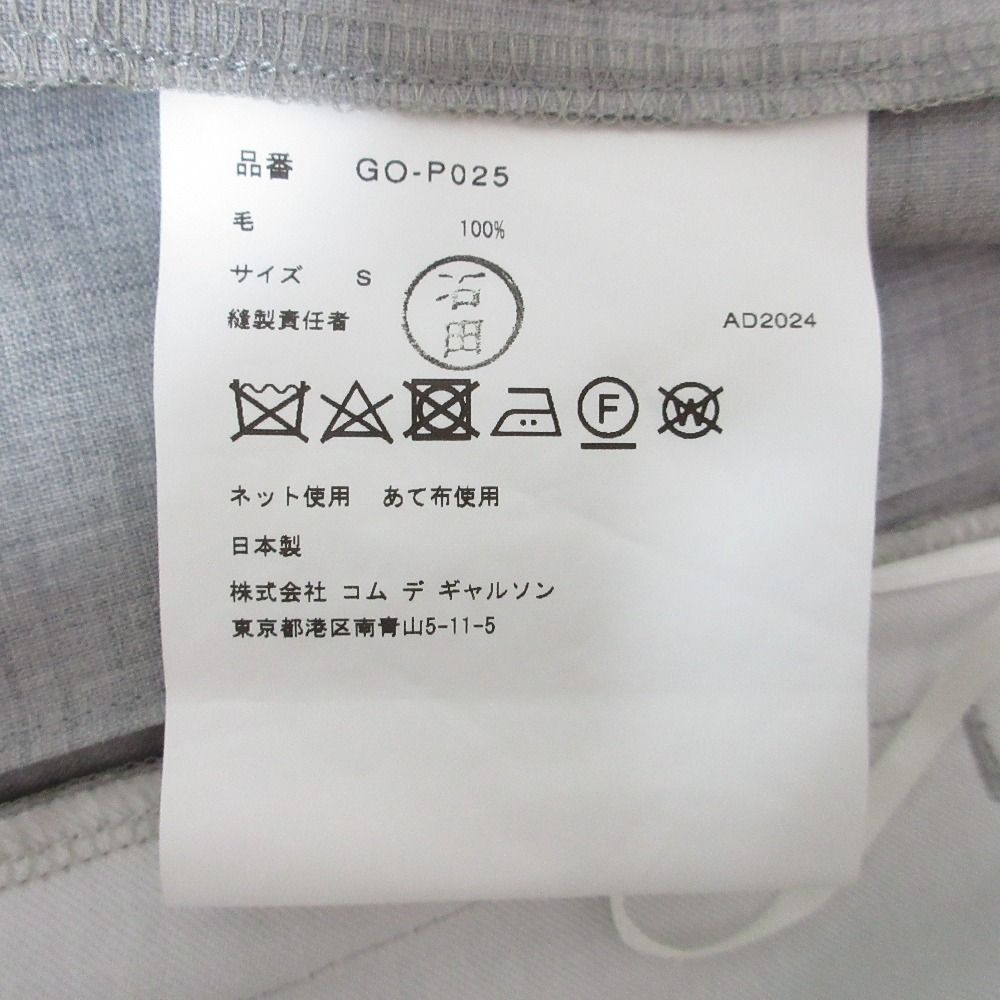 品番 GO-P025
毛 100%
サイズ S
石田
縫製責任者 AD2024
F W
ネット使用 あて布使用
日本製
株式会社 コム デ ギャルソン
東京都港区南青山5-11-5